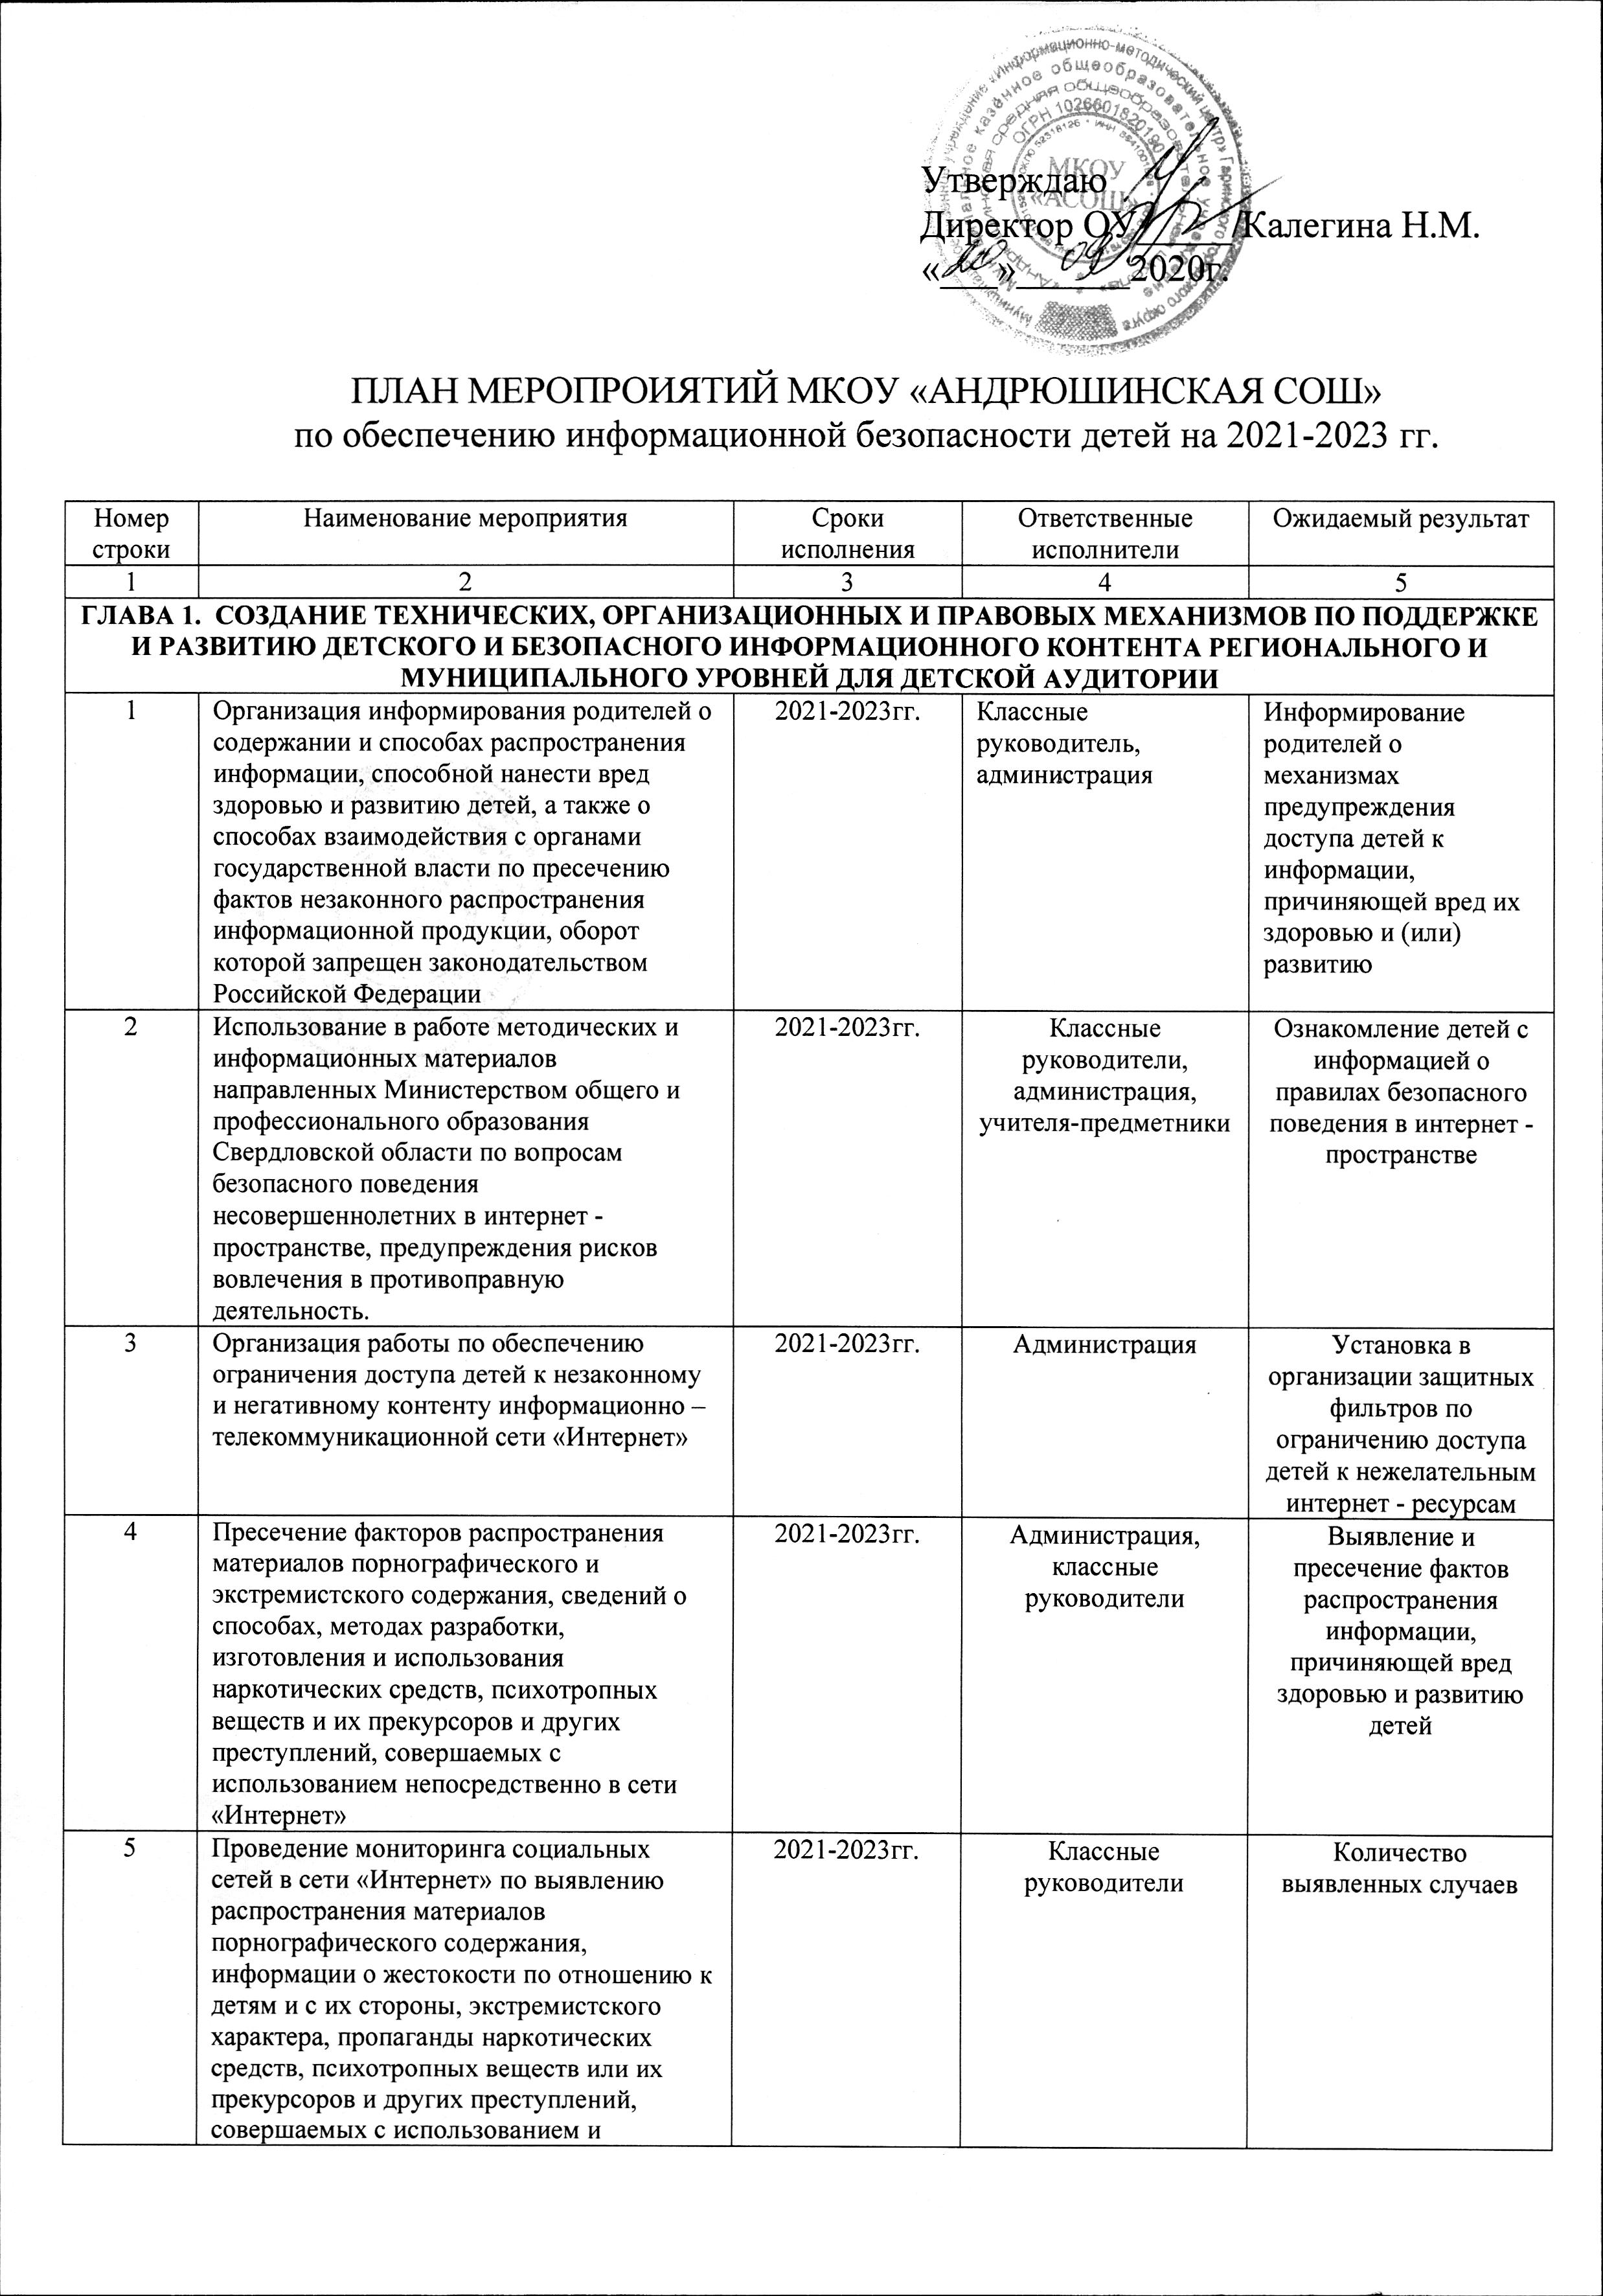 Утверждаю
Директор ОУ_____/Калегина Н.М.
«20» 09 2020г.
МКОУ
«АСОШ»
ОГРН 1026601820190
ПЛАН МЕРОПРОИЯТИЙ МКОУ «АНДРЮШИНСКАЯ СОШ»
по обеспечению информационной безопасности детей на 2021-2023 гг.
Номер
строки
Наименование мероприятия
Сроки
исполнения
Ответственные
исполнители
Ожидаемый результат
1
2
3
4
5
ГЛАВА 1. СОЗДАНИЕ ТЕХНИЧЕСКИХ, ОРГАНИЗАЦИОННЫХ И ПРАВОВЫХ МЕХАНИЗМОВ ПО ПОДДЕРЖКЕ
И РАЗВИТИЮ ДЕТСКОГО И БЕЗОПАСНОГО ИНФОРМАЦИОННОГО КОНТЕНТА РЕГИОНАЛЬНОГО И
МУНИЦИПАЛЬНОГО УРОВНЕЙ ДЛЯ ДЕТСКОЙ АУДИТОРИИ
1
Организация информирования родителей о
содержании и способах распространения
информации, способной нанести вред
здоровью и развитию детей, а также о
способах взаимодействия с органами
государственной власти по пресечению
фактов незаконного распространения
информационной продукции, оборот
которой запрещен законодательством
Российской Федерации
2021-2023гг.
Классные
руководитель,
администрация
Информирование
родителей о
механизмах
предупреждения
доступа детей к
информации,
причиняющей вред их
здоровью и (или)
развитию
2
Использование в работе методических и
информационных материалов
направленных Министерством общего и
профессионального образования
Свердловской области по вопросам
безопасного поведения
несовершеннолетних в интернет -
пространстве, предупреждения рисков
вовлечения в противоправную
деятельность.
2021-2023гг.
Классные
руководители,
администрация,
учителя-предметники
Ознакомление детей с
информацией о
правилах безопасного
поведения в интернет -
пространстве
3
Организация работы по обеспечению
ограничения доступа детей к незаконному
и негативному контенту информационно –
телекоммуникационной сети «Интернет»
2021-2023гг.
Администрация
Установка в
организации защитных
фильтров по
ограничению доступа
детей к нежелательным
интернет - ресурсам
4
Пресечение факторов распространения
материалов порнографического и
экстремистского содержания, сведений о
способах, методах разработки,
изготовления и использования
наркотических средств, психотропных
веществ и их прекурсоров и других
преступлений, совершаемых с
использованием непосредственно в сети
«Интернет»
2021-2023гг.
Администрация,
классные
руководители
Выявление и
пресечение фактов
распространения
информации,
причиняющей вред
здоровью и развитию
детей
5
Проведение мониторинга социальных
сетей в сети «Интернет» по выявлению
распространения материалов
порнографического содержания,
информации о жестокости по отношению к
детям и с их стороны, экстремистского
характера, пропаганды наркотических
средств, психотропных веществ или их
прекурсоров и других преступлений,
совершаемых с использованием и
2021-2023гг.
Классные
руководители
Количество
выявленных случаев